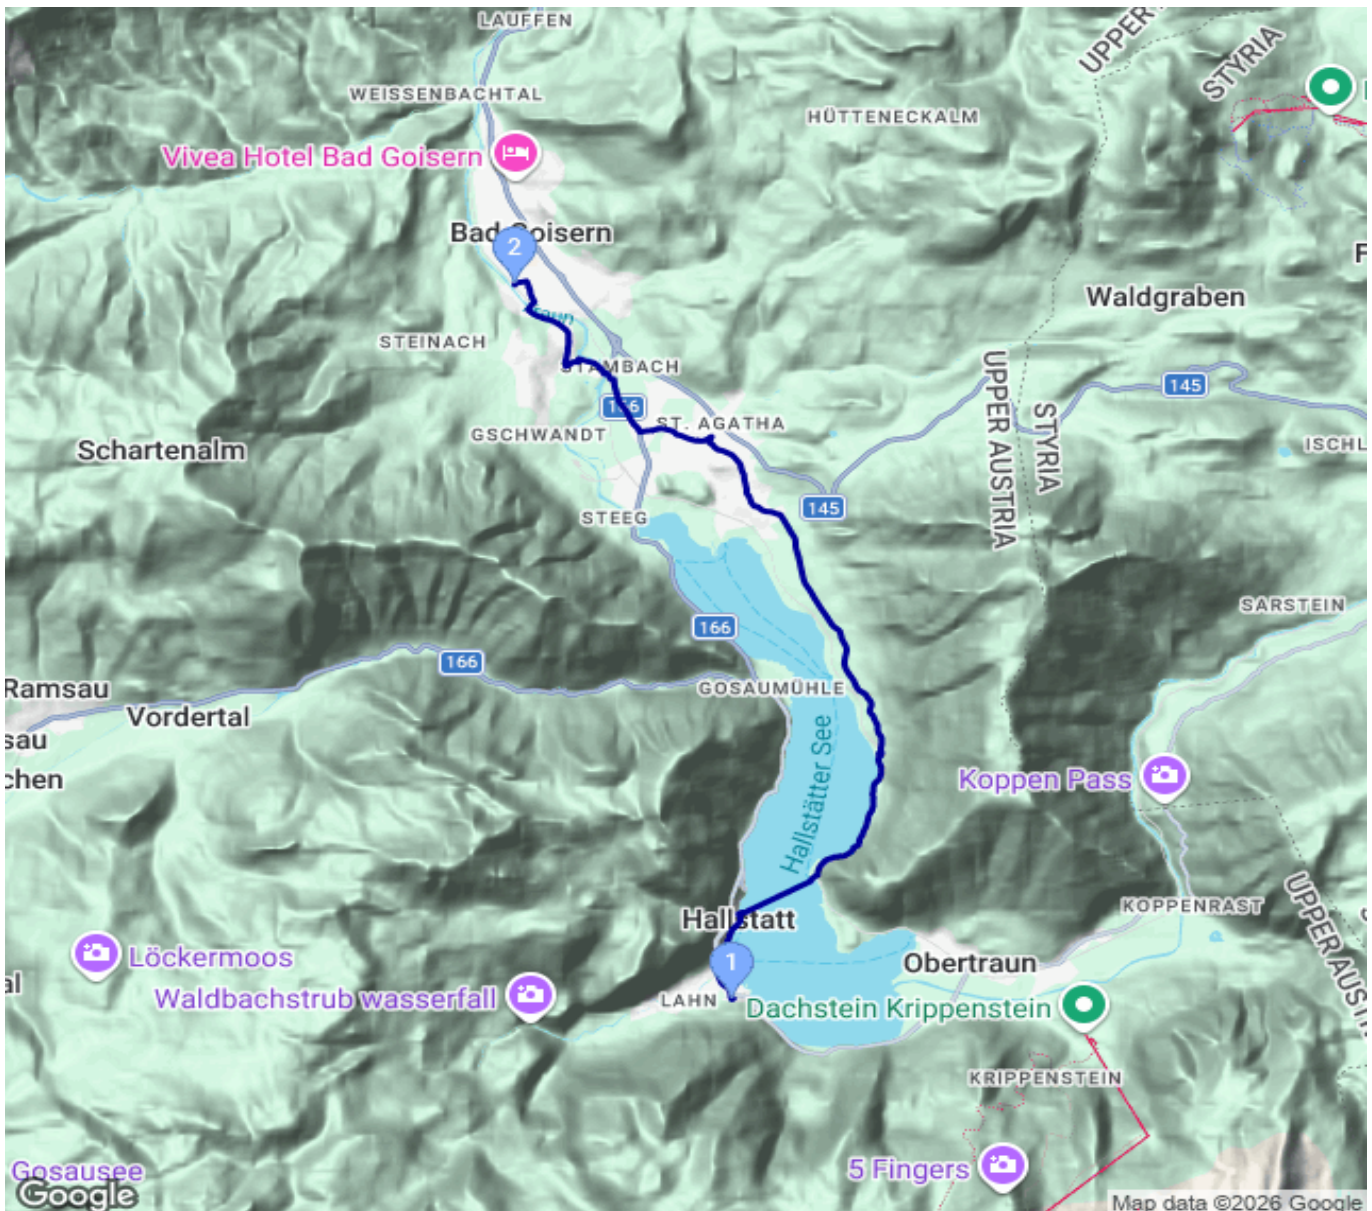 LAUFFEN
WEISSENBACHTAL
HÜTTENECKALM
UPPER
STYRIA
Vivea Hotel Bad Goisern
Bad Goisern
2
Waldgraben
STEINACH
STAMBACH
145
166
UPPER AUSTRIA
STYRIA
ST. AGATHA
GSCHWANDT
ISCHL
Schartenalm
145
STEEG
SARSTEIN
166
166
GOSAUMÜHLE
Ramsau
Vordertal
sau
chen
Hallstätter See
Koppen Pass
UPPER AUSTRIA
KOPPENRAST
Hallstatt
Löckermoos
1
Obertraun
al
Waldbachstrub wasserfall
LAHN
Dachstein Krippenstein
KRIPPENSTEIN
Gosausee
5 Fingers
Google
Map data ©2026 Google